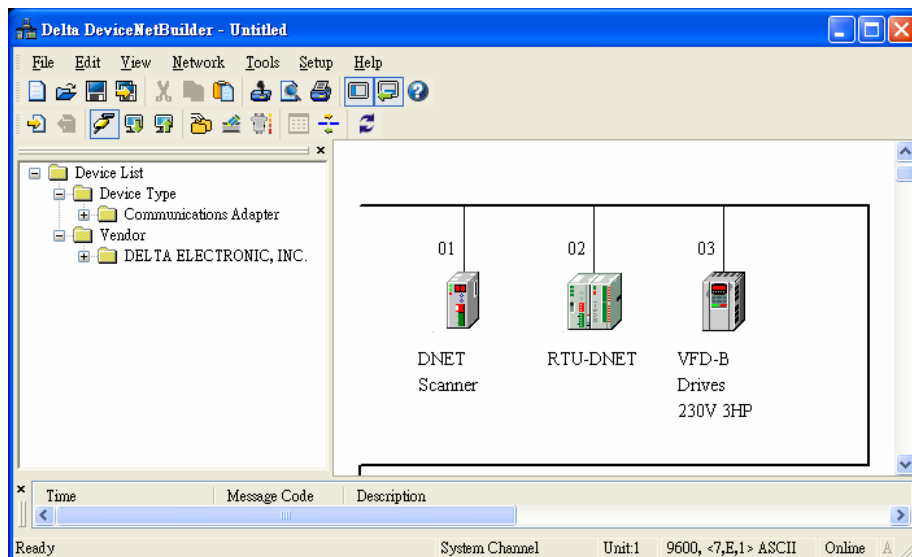 Delta DeviceNetBuilder - Untitled
File Edit View Network Tools Setup Help
Device List
Device Type
Communications Adapter
Vendor
DELTA ELECTRONIC, INC.
01 02 03
DNET Scanner
RTU-DNET
VFD-B Drives 230V 3HP
Time Message Code Description
Ready System Channel Unit:1 9600, <7,E,1> ASCII Online A